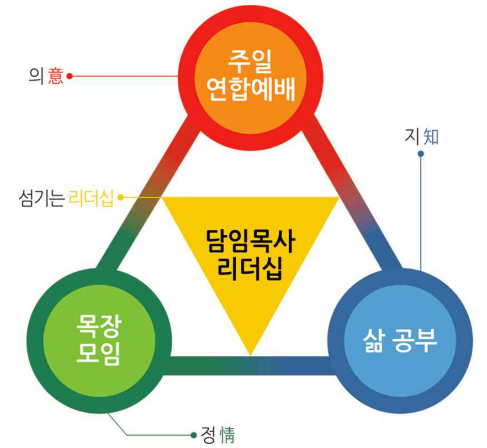 주일
연합예배
의 意
지 知
섬기는 리더십
담임목사
리더십
목장
모임
삶 공부
정 情